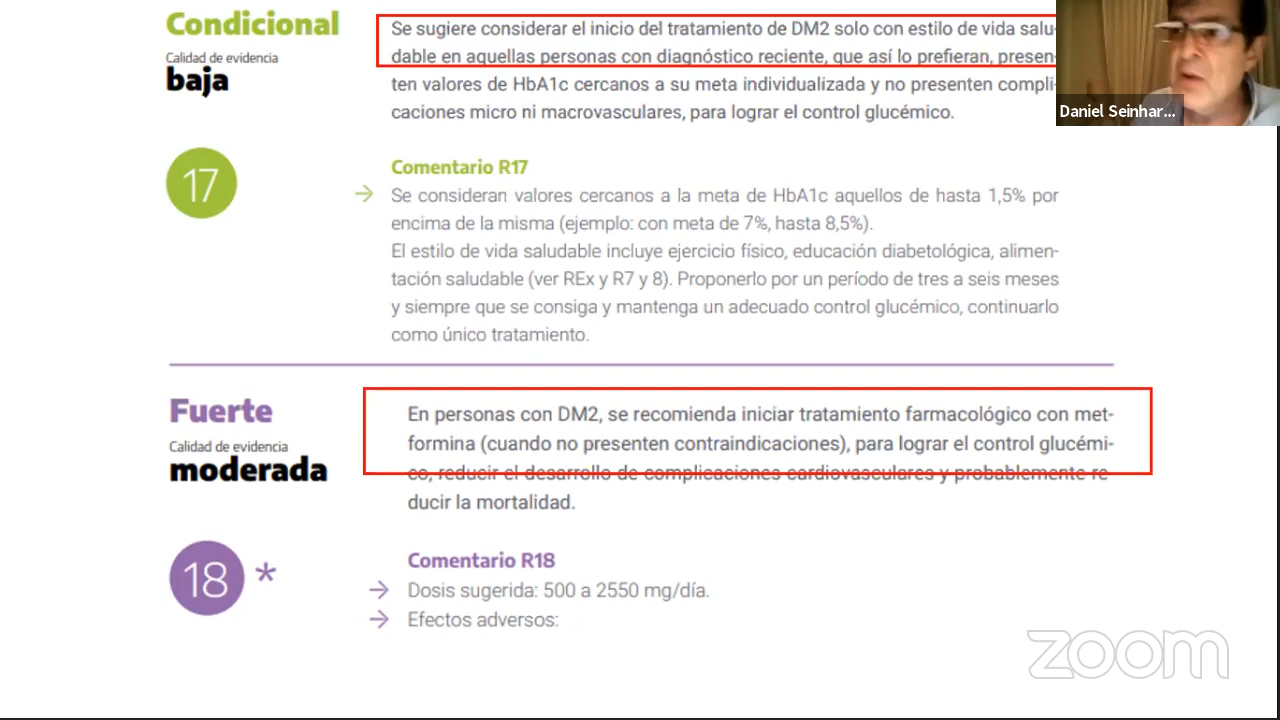 Condicional
Calidad de evidencia
baja
Se sugiere considerar el inicio del tratamiento de DM2 solo con estilo de vida salu-
dable en aquellas personas con diagnóstico reciente, que así lo prefieran, presen-
ten valores de HbA1c cercanos a su meta individualizada y no presenten compli-
caciones micro ni macrovasculares, para lograr el control glucémico.
Daniel Seinhar...
17
Comentario R17
→ Se consideran valores cercanos a la meta de HbA1c aquellos de hasta 1,5% por
encima de la misma (ejemplo: con meta de 7%, hasta 8,5%).
El estilo de vida saludable incluye ejercicio físico, educación diabetológica, alimen-
tación saludable (ver REx y R7 y 8). Proponerlo por un período de tres a seis meses
y siempre que se consiga y mantenga un adecuado control glucémico, continuarlo
como único tratamiento.
Fuerte
Calidad de evidencia
moderada
En personas con DM2, se recomienda iniciar tratamiento farmacológico con met-
formina (cuando no presenten contraindicaciones), para lograr el control glucémi-
co, reducir el desarrollo de complicaciones cardiovasculares y probablemente re-
ducir la mortalidad.
18 *
Comentario R18
→ Dosis sugerida: 500 a 2550 mg/día.
→ Efectos adversos:
zoom